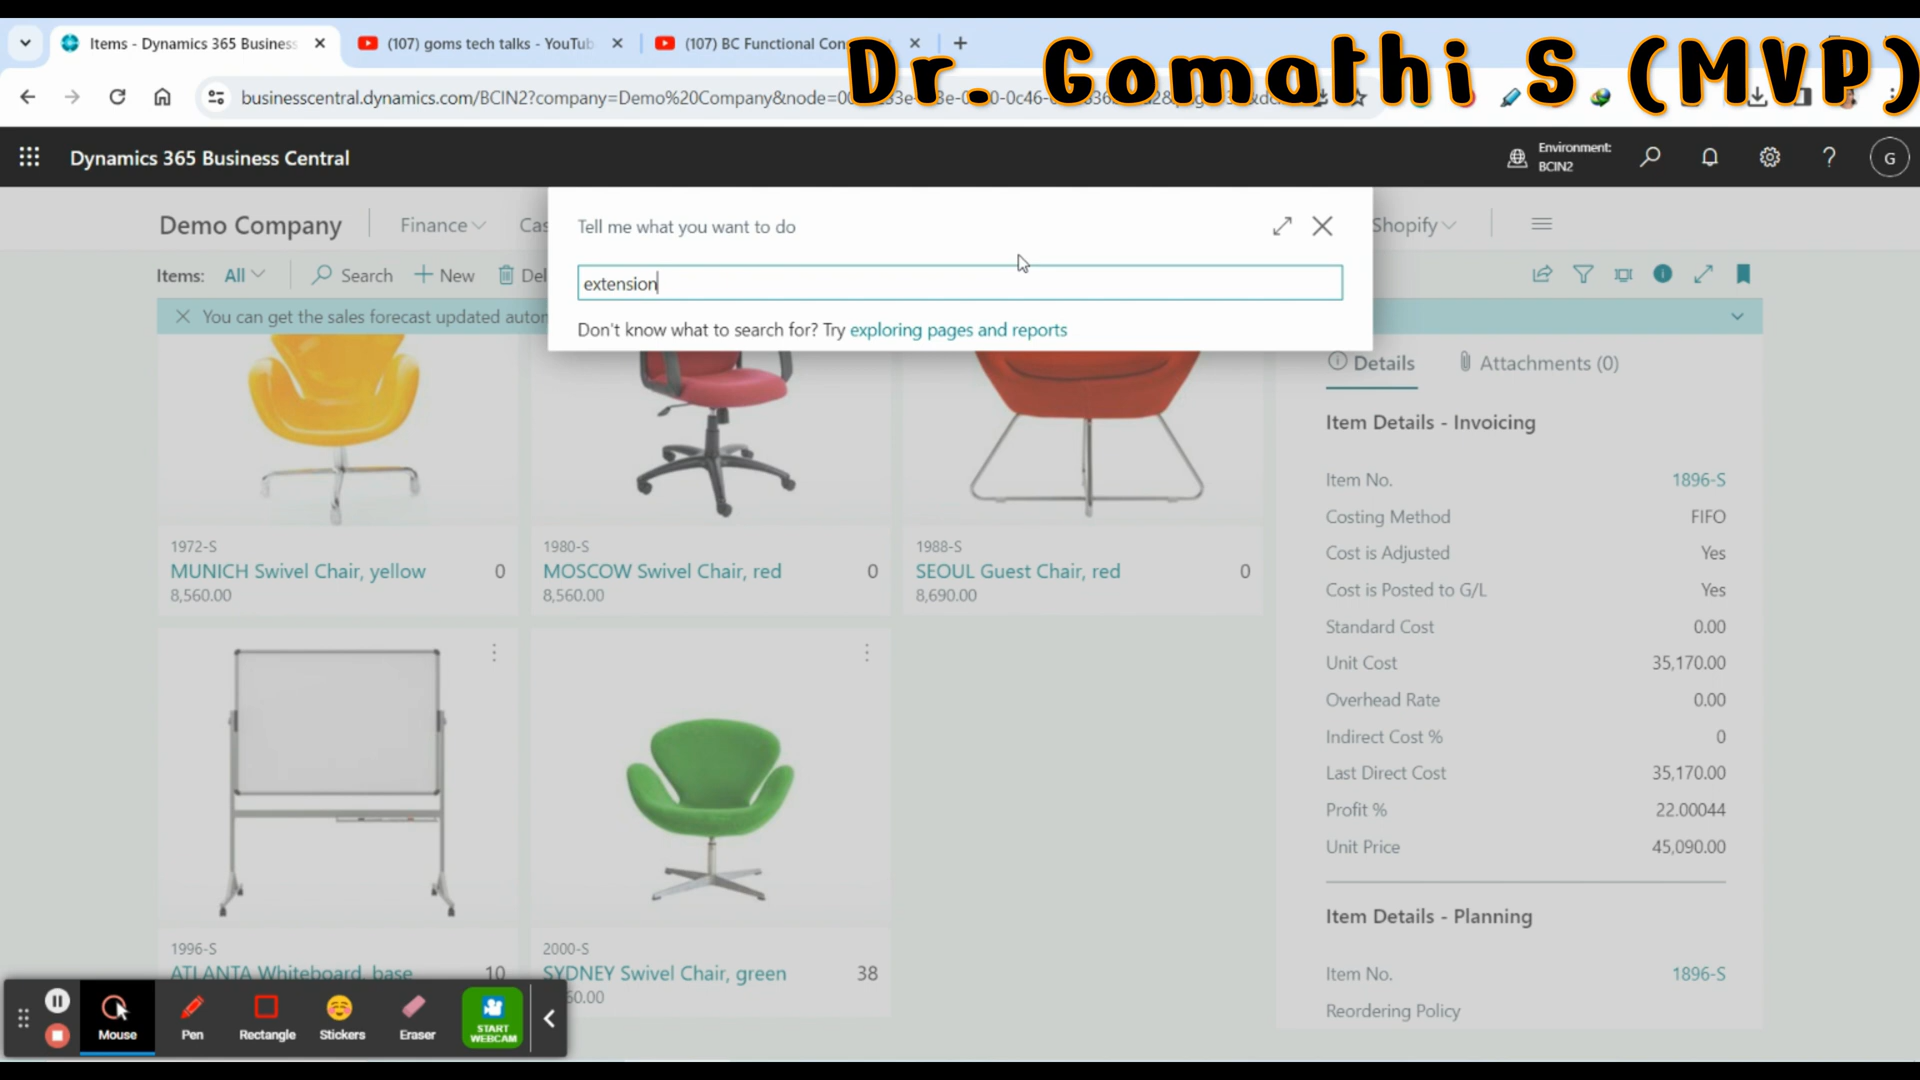 Dr. Gomathi S (MVP)
Items - Dynamics 365 Business
(107) goms tech talks - YouTub
(107) BC Functional Con
businesscentral.dynamics.com/BCIN2?company=Demo%20Company&node=00
Dynamics 365 Business Central
Environment:
BCIN2
G
Demo Company
Finance
Cas
Shopify
Tell me what you want to do
extension
Don't know what to search for? Try exploring pages and reports
Items:
All
Search
New
Del
You can get the sales forecast updated autom
Details
Attachments (0)
Item Details - Invoicing
Item No. 1896-S
Costing Method FIFO
Cost is Adjusted Yes
Cost is Posted to G/L Yes
Standard Cost 0.00
Unit Cost 35,170.00
Overhead Rate 0.00
Indirect Cost % 0
Last Direct Cost 35,170.00
Profit % 22.00044
Unit Price 45,090.00
Item Details - Planning
Item No. 1896-S
Reordering Policy
1972-S
MUNICH Swivel Chair, yellow 0
8,560.00
1980-S
MOSCOW Swivel Chair, red 0
8,560.00
1988-S
SEOUL Guest Chair, red 0
8,690.00
1996-S
ATLANTA Whiteboard, base 10
2000-S
SYDNEY Swivel Chair, green 38
60.00
Mouse
Pen
Rectangle
Stickers
Eraser
START
WEBCAM